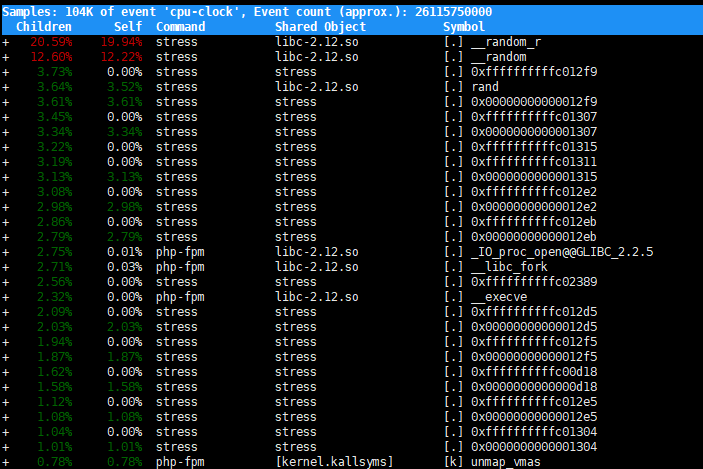 Samples: 104K of event 'cpu-clock', Event count (approx.): 26115750000
Children Self Command Shared Object Symbol
+ 20.59% 19.94% stress libc-2.12.so [.] __random_r
+ 12.60% 12.22% stress libc-2.12.so [.] __random
+ 3.73% 0.00% stress stress [.] 0xffffffffffc012f9
+ 3.64% 3.52% stress libc-2.12.so [.] rand
+ 3.61% 3.61% stress stress [.] 0x00000000000012f9
+ 3.45% 0.00% stress stress [.] 0xffffffffffc01307
+ 3.34% 3.34% stress stress [.] 0x0000000000001307
+ 3.22% 0.00% stress stress [.] 0xffffffffffc01315
+ 3.19% 0.00% stress stress [.] 0xffffffffffc01311
+ 3.13% 3.13% stress stress [.] 0x0000000000001315
+ 3.08% 0.00% stress stress [.] 0xffffffffffc012e2
+ 2.98% 2.98% stress stress [.] 0x00000000000012e2
+ 2.86% 0.00% stress stress [.] 0xffffffffffc012eb
+ 2.79% 2.79% stress stress [.] 0x00000000000012eb
+ 2.75% 0.01% php-fpm libc-2.12.so [.] _IO_proc_open@@GLIBC_2.2.5
+ 2.71% 0.03% php-fpm libc-2.12.so [.] __libc_fork
+ 2.56% 0.00% stress stress [.] 0xffffffffffc02389
+ 2.32% 0.00% php-fpm libc-2.12.so [.] __execve
+ 2.09% 0.00% stress stress [.] 0xffffffffffc012d5
+ 2.03% 2.03% stress stress [.] 0x00000000000012d5
+ 1.94% 0.00% stress stress [.] 0xffffffffffc012f5
+ 1.87% 1.87% stress stress [.] 0x00000000000012f5
+ 1.62% 0.00% stress stress [.] 0xffffffffffc00d18
+ 1.58% 1.58% stress stress [.] 0x0000000000000d18
+ 1.12% 0.00% stress stress [.] 0xffffffffffc012e5
+ 1.08% 1.08% stress stress [.] 0x00000000000012e5
+ 1.04% 0.00% stress stress [.] 0xffffffffffc01304
+ 1.01% 1.01% stress stress [.] 0x0000000000001304
+ 0.78% 0.78% php-fpm [kernel.kallsyms] [k] unmap_vmas